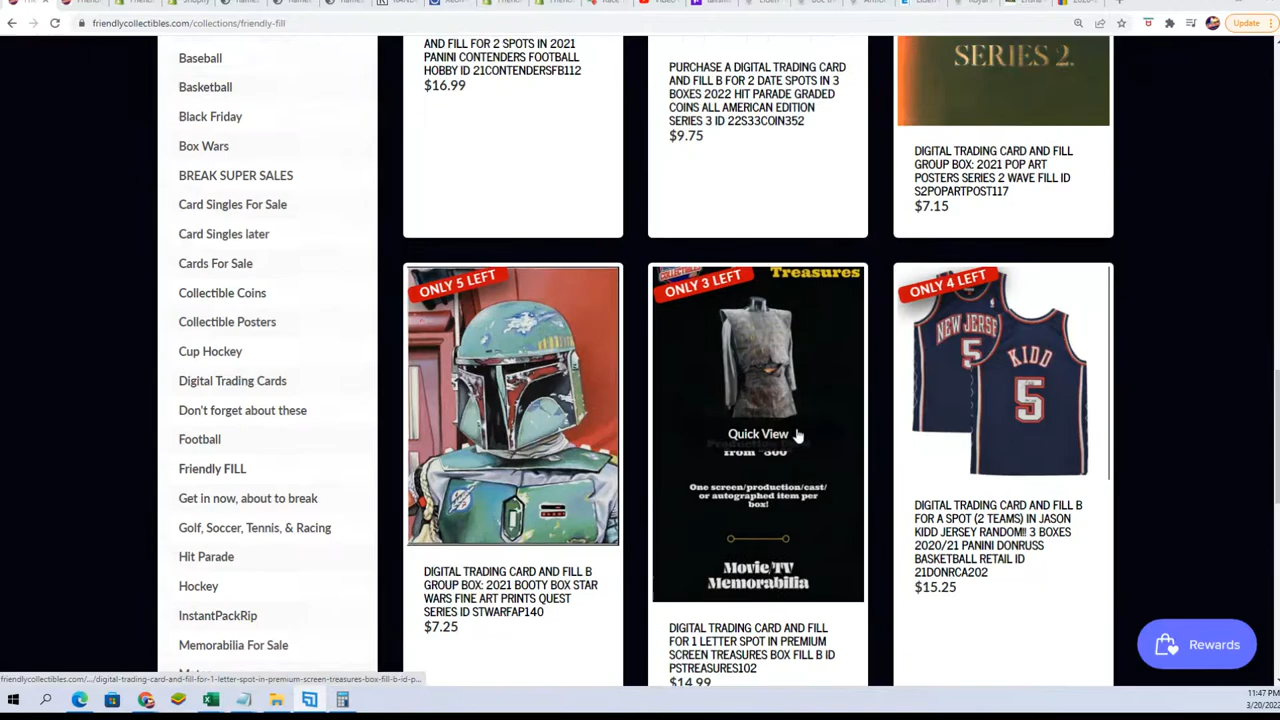 friendlycollectibles.com/collections/friendly-fill
Update
Baseball
Basketball
Black Friday
Box Wars
BREAK SUPER SALES
Card Singles For Sale
Card Singles later
Cards For Sale
Collectible Coins
Collectible Posters
Cup Hockey
Digital Trading Cards
Don't forget about these
Football
Friendly FILL
Get in now, about to break
Golf, Soccer, Tennis, & Racing
Hit Parade
Hockey
InstantPackRip
Memorabilia For Sale
AND FILL FOR 2 SPOTS IN 2021
PANINI CONTENDERS FOOTBALL
HOBBY ID 21CONTENDERSFB112
$16.99
PURCHASE A DIGITAL TRADING CARD
AND FILL B FOR 2 DATE SPOTS IN 3
BOXES 2022 HIT PARADE GRADED
COINS ALL AMERICAN EDITION
SERIES 3 ID 22S33COIN352
$9.75
SERIES 2.
DIGITAL TRADING CARD AND FILL
GROUP BOX: 2021 POP ART
POSTERS SERIES 2 WAVE FILL ID
S2POPARTPOST117
$7.15
ONLY 5 LEFT
DIGITAL TRADING CARD AND FILL B
GROUP BOX: 2021 BOOTY BOX STAR
WARS FINE ART PRINTS QUEST
SERIES ID STWARFAP140
$7.25
ONLY 3 LEFT
Treasures
Quick View
One screen/production/cast/
or autographed item per
box!
Movie/TV
Memorabilia
DIGITAL TRADING CARD AND FILL
FOR 1 LETTER SPOT IN PREMIUM
SCREEN TREASURES BOX FILL B ID
PSTREASURES102
$14.99
ONLY 4 LEFT
NEW JERSE
5
KIDD
5
DIGITAL TRADING CARD AND FILL B
FOR A SPOT (2 TEAMS) IN JASON
KIDD JERSEY RANDOM!! 3 BOXES
2020/21 PANINI DONRUSS
BASKETBALL RETAIL ID
21DONRCA202
$15.25
Rewards
friendlycollectibles.com/.../digital-trading-card-and-fill-for-1-letter-spot-in-premium-screen-treasures-box-fill-b-id-p...
11:47 PM